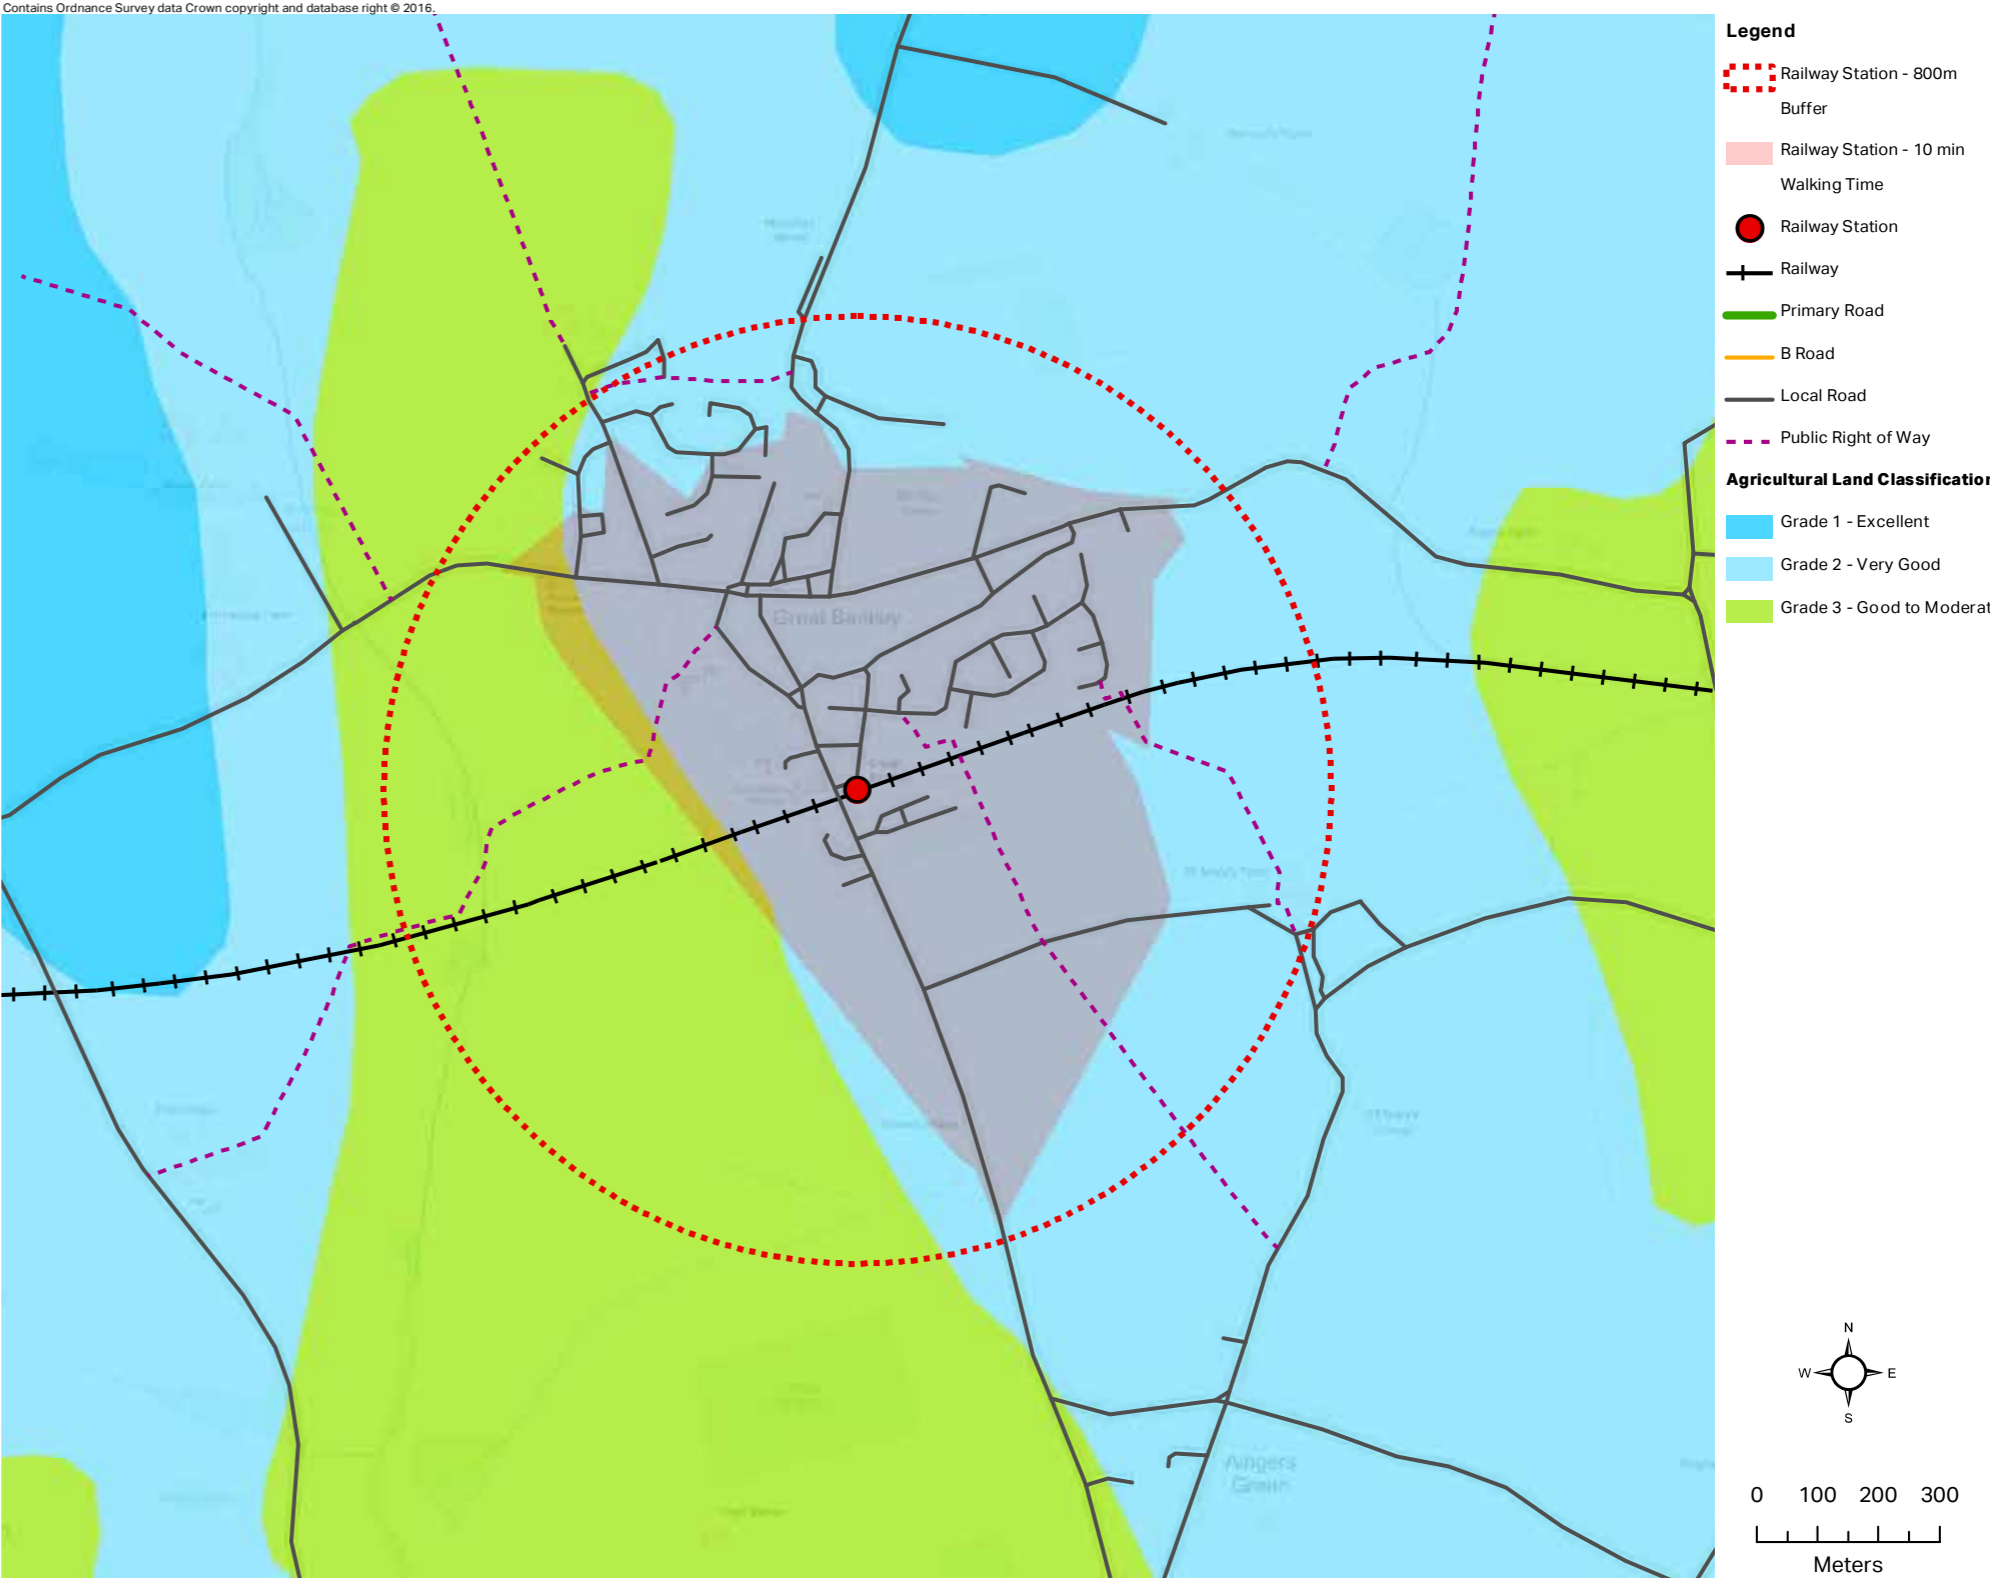 Contains Ordnance Survey data Crown copyright and database right © 2016.
Legend
Railway Station - 800m
Buffer
Railway Station - 10 min
Walking Time
Railway Station
Railway
Primary Road
B Road
Local Road
Public Right of Way
Agricultural Land Classification
Grade 1 - Excellent
Grade 2 - Very Good
Grade 3 - Good to Moderat
Great Bentley
Aingers
Green
N
W
E
S
0 100 200 300
Meters